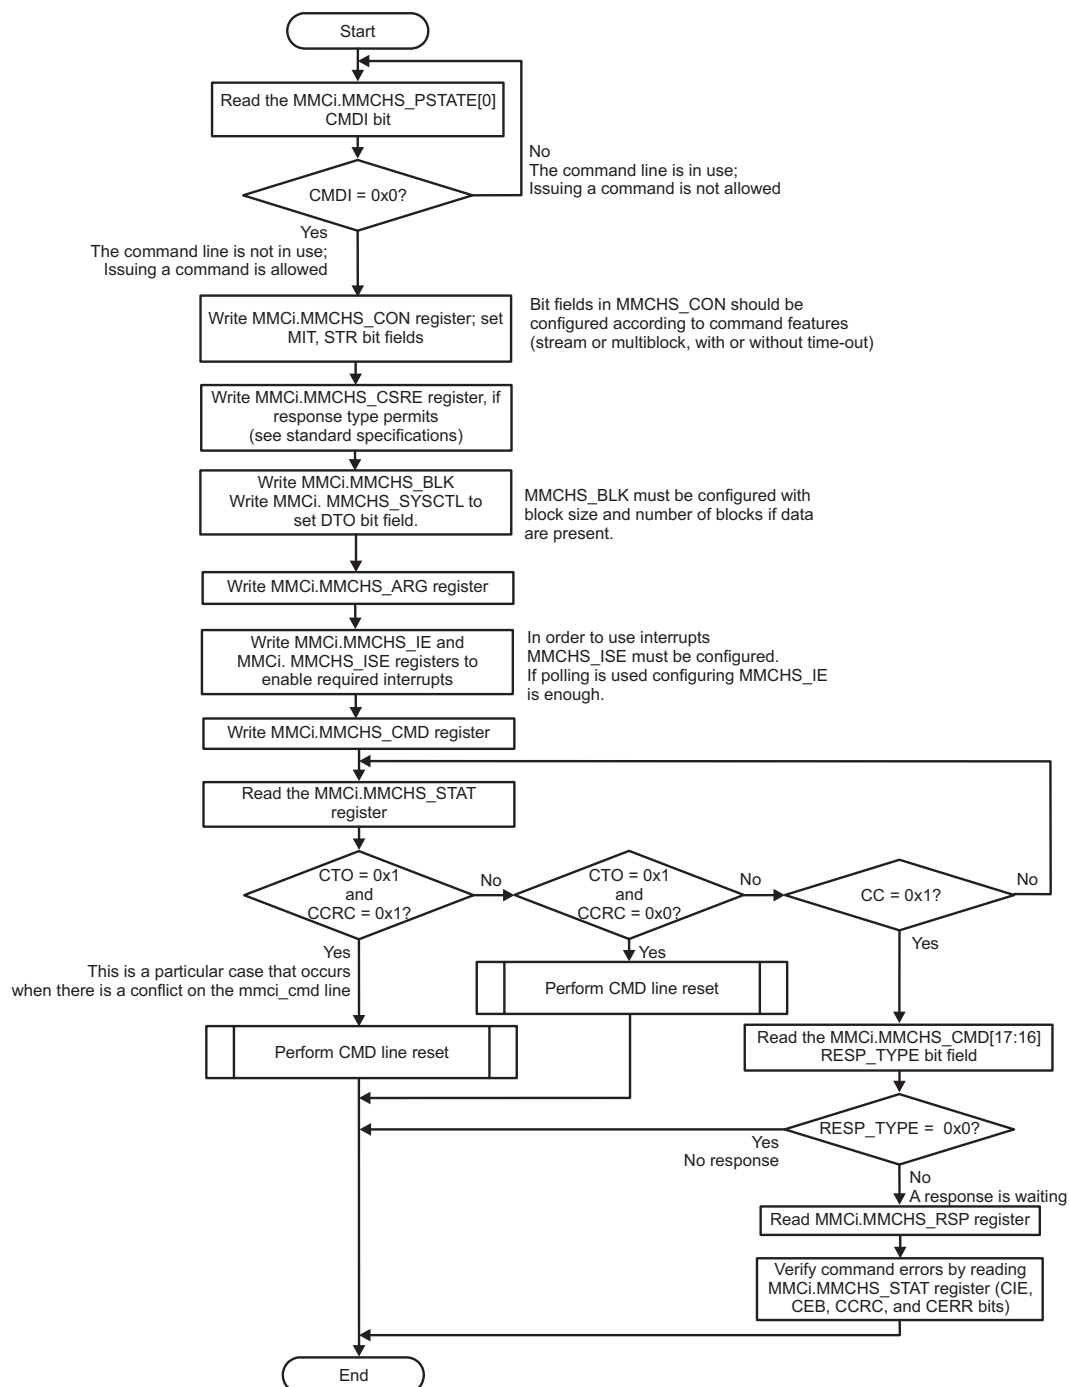 Start
Read the MMCi.MMCHS_PSTATE[0]
CMDI bit
No
The command line is in use;
Issuing a command is not allowed
CMDI = 0x0?
Yes
The command line is not in use;
Issuing a command is allowed
Write MMCi.MMCHS_CON register; set
MIT, STR bit fields
Bit fields in MMCHS_CON should be
configured according to command features
(stream or multiblock, with or without time-out)
Write MMCi.MMCHS_CSRE register, if
response type permits
(see standard specifications)
Write MMCi.MMCHS_BLK
Write MMCi. MMCHS_SYSCTL to
set DTO bit field.
MMCHS_BLK must be configured with
block size and number of blocks if data
are present.
Write MMCi.MMCHS_ARG register
Write MMCi.MMCHS_IE and
MMCi. MMCHS_ISE registers to
enable required interrupts
In order to use interrupts
MMCHS_ISE must be configured.
If polling is used configuring MMCHS_IE
is enough.
Write MMCi.MMCHS_CMD register
Read the MMCi.MMCHS_STAT
register
CTO = 0x1
and
CCRC = 0x1?
No
CTO = 0x1
and
CCRC = 0x0?
No
CC = 0x1?
No
Yes
This is a particular case that occurs
when there is a conflict on the mmci_cmd line
Yes
Yes
Perform CMD line reset
Perform CMD line reset
Read the MMCi.MMCHS_CMD[17:16]
RESP_TYPE bit field
RESP_TYPE = 0x0?
Yes
No response
No
A response is waiting
Read MMCi.MMCHS_RSP register
Verify command errors by reading
MMCi.MMCHS_STAT register (CIE,
CEB, CCRC, and CERR bits)
End